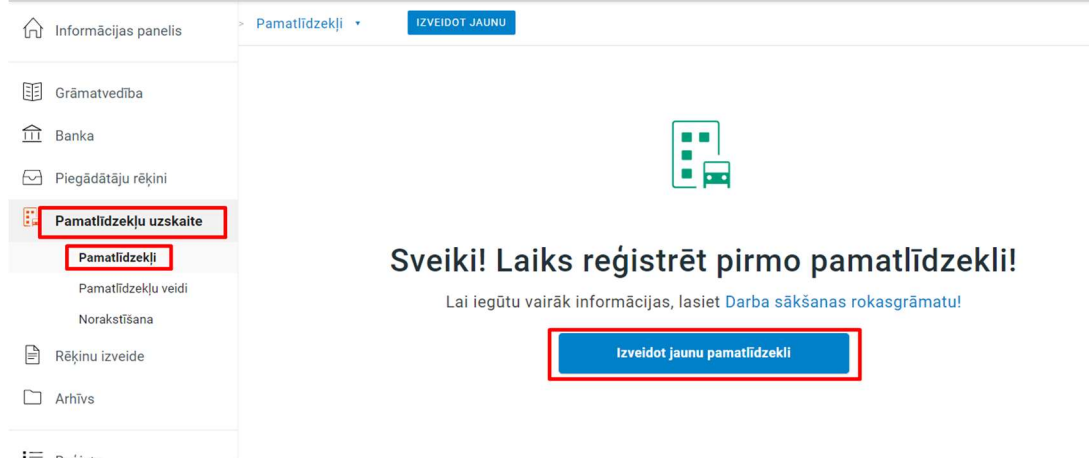 Informācijas panelis
> Pamatlīdzekļi
IZVEIDOT JAUNU
Grāmatvedība
Banka
Piegādātāju rēķini
Pamatlīdzekļu uzskaite
Pamatlīdzekļi
Pamatlīdzekļu veidi
Norakstīšana
Rēķinu izveide
Arhīvs
Sveiki! Laiks reģistrēt pirmo pamatlīdzekli!
Lai iegūtu vairāk informācijas, lasiet Darba sākšanas rokasgrāmatu!
Izveidot jaunu pamatlīdzekli